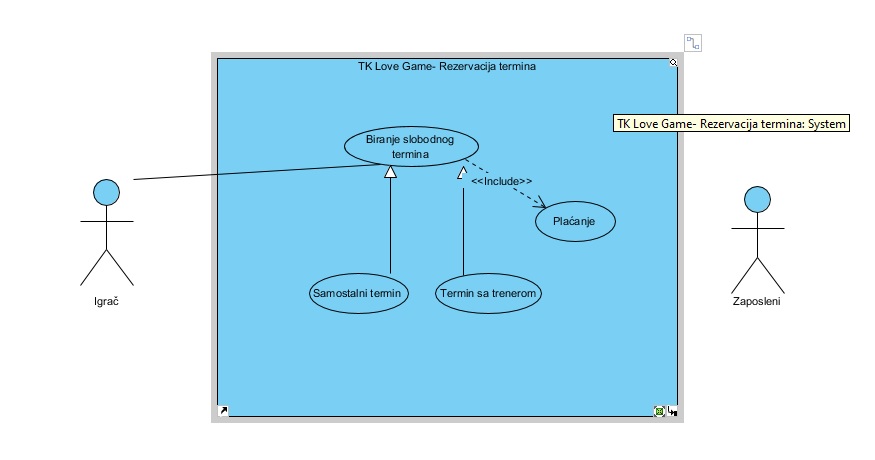 TK Love Game- Rezervacija termina
TK Love Game- Rezervacija termina: System
Biranje slobodnog
termina
<<Include>>
Plaćanje
Samostalni termin
Termin sa trenerom
Igrač
Zaposleni